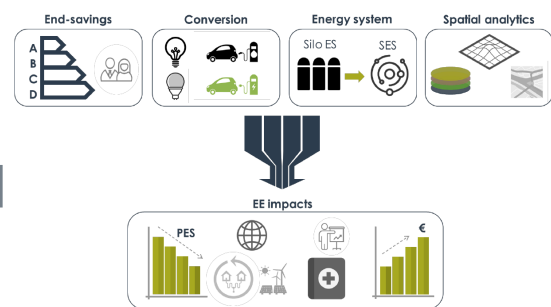 End-savings
Conversion
Energy system
Spatial analytics
A
B
C
D
Silo ES
SES
EE impacts
PES
€